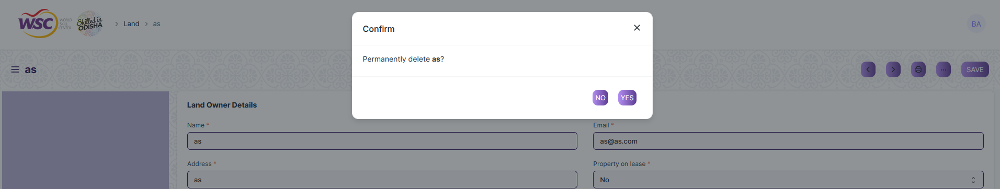 WSC WORLD SKILL CENTER
Skilled in ODISHA
Land
as
BA
Confirm
Permanently delete as?
NO
YES
as
SAVE
Land Owner Details
Name *
as
Email *
as@as.com
Address *
as
Property on lease *
No